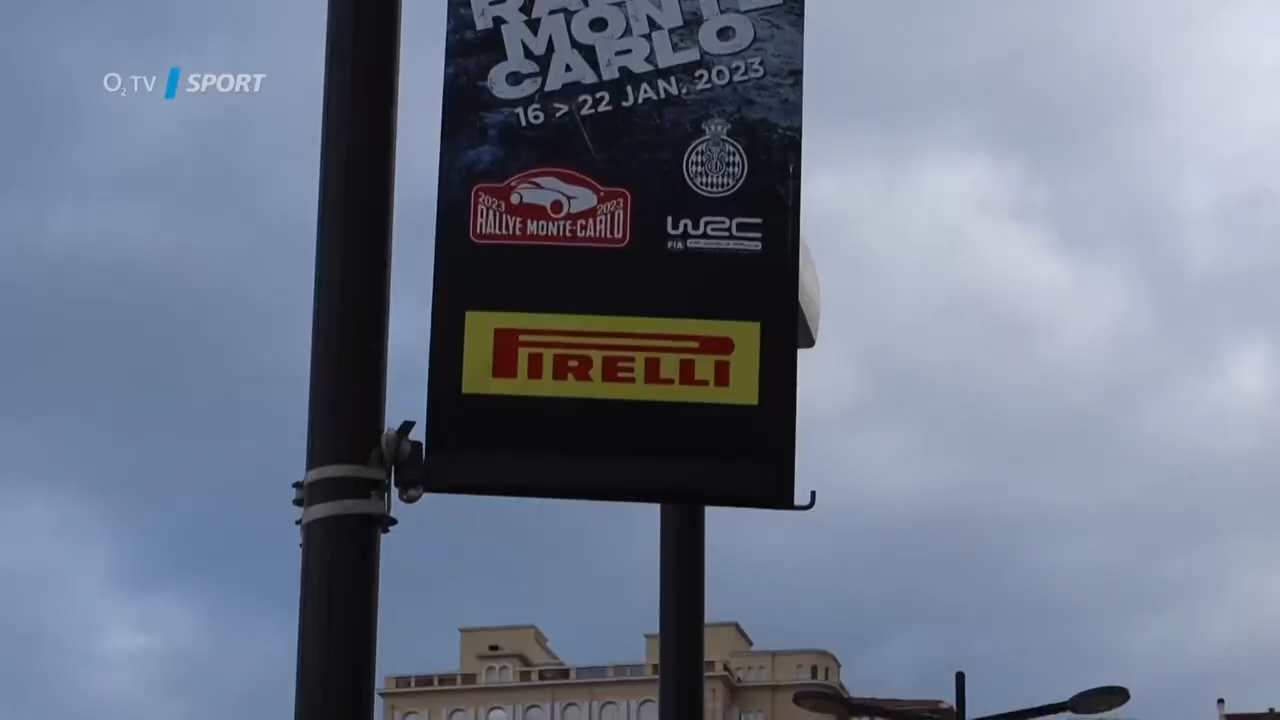 O2 TV SPORT
MONTE
CARLO
16 > 22 JAN. 2023
2023 2023
RALLYE MONTE-CARLO
WRC
FIA
PIRELLI